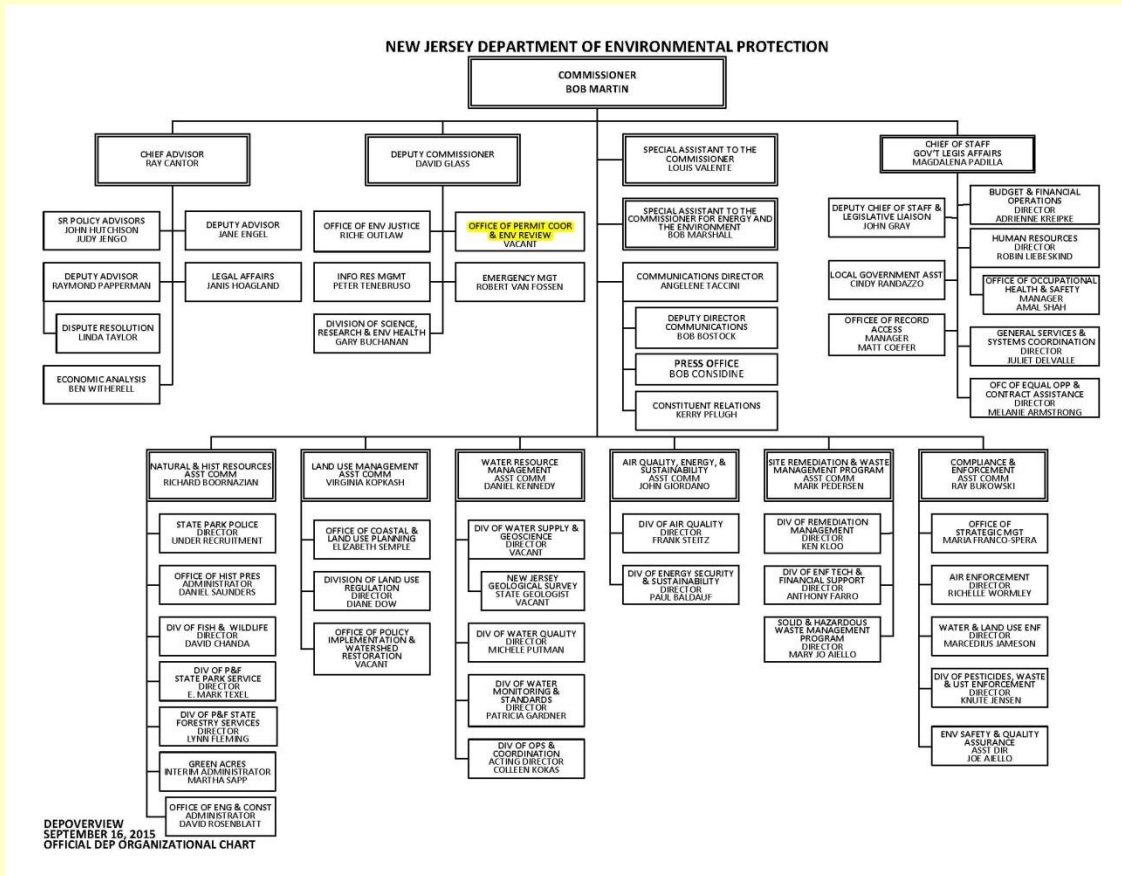 NEW JERSEY DEPARTMENT OF ENVIRONMENTAL PROTECTION
COMMISSIONER
BOB MARTIN
CHIEF ADVISOR
RAY CANTOR
DEPUTY COMMISSIONER
DAVID GLASS
SPECIAL ASSISTANT TO THE
COMMISSIONER
LOUIS VALENTE
CHIEF OF STAFF
GOV'T LEGIS AFFAIRS
MAGDALENA PADILLA
SR POLICY ADVISORS
JOHN HUTCHISON
JUDY JENGO
DEPUTY ADVISOR
JANE ENGEL
DEPUTY ADVISOR
RAYMOND PAPPERMAN
LEGAL AFFAIRS
JANIS HOAGLAND
DISPUTE RESOLUTION
LINDA TAYLOR
ECONOMIC ANALYSIS
BEN WITHERELL
OFFICE OF ENV JUSTICE
RICHE OUTLAW
OFFICE OF PERMIT COOR
& ENV REVIEW
VACANT
INFO RES MGMT
PETER TENEBRUSO
EMERGENCY MGT
ROBERT VAN FOSSEN
DIVISION OF SCIENCE,
RESEARCH & ENV HEALTH
GARY BUCHANAN
SPECIAL ASSISTANT TO THE
COMMISSIONER FOR ENERGY AND
THE ENVIRONMENT
BOB MARSHALL
COMMUNICATIONS DIRECTOR
ANGELENE TACCINI
DEPUTY DIRECTOR
COMMUNICATIONS
BOB BOSTOCK
PRESS OFFICE
BOB CONSIDINE
CONSTITUENT RELATIONS
KERRY PFLUGH
DEPUTY CHIEF OF STAFF &
LEGISLATIVE LIAISON
JOHN GRAY
LOCAL GOVERNMENT ASST
CINDY RANDAZZO
OFFICEE OF RECORD
ACCESS
MANAGER
MATT COEFER
BUDGET & FINANCIAL
OPERATIONS
DIRECTOR
ADRIENNE KREIPKE
HUMAN RESOURCES
DIRECTOR
ROBIN LIEBESKIND
OFFICE OF OCCUPATIONAL
HEALTH & SAFETY
MANAGER
AMAL SHAH
GENERAL SERVICES &
SYSTEMS COORDINATION
DIRECTOR
JULIET DELVALLE
OFC OF EQUAL OPP &
CONTRACT ASSISTANCE
DIRECTOR
MELANIE ARMSTRONG
NATURAL & HIST RESOURCES
ASST COMM
RICHARD BOORNAZIAN
STATE PARK POLICE
DIRECTOR
UNDER RECRUITMENT
OFFICE OF HIST PRES
ADMINISTRATOR
DANIEL SAUNDERS
DIV OF FISH & WILDLIFE
DIRECTOR
DAVID CHANDA
DIV OF P&F
STATE PARK SERVICE
DIRECTOR
E. MARK TEXEL
DIV OF P&F STATE
FORESTRY SERVICES
DIRECTOR
LYNN FLEMING
GREEN ACRES
INTERIM ADMINISTRATOR
MARTHA SAPP
OFFICE OF ENG & CONST
ADMINISTRATOR
DAVID ROSENBLATT
LAND USE MANAGEMENT
ASST COMM
VIRGINIA KOPKASH
OFFICE OF COASTAL &
LAND USE PLANNING
ELIZABETH SEMPLE
DIVISION OF LAND USE
REGULATION
DIRECTOR
DIANE DOW
OFFICE OF POLICY
IMPLEMENTATION &
WATERSHED
RESTORATION
VACANT
WATER RESOURCE
MANAGEMENT
ASST COMM
DANIEL KENNEDY
DIV OF WATER SUPPLY &
GEOSCIENCE
DIRECTOR
VACANT
NEW JERSEY
GEOLOGICAL SURVEY
STATE GEOLOGIST
VACANT
DIV OF WATER QUALITY
DIRECTOR
MICHELE PUTMAN
DIV OF WATER
MONITORING &
STANDARDS
DIRECTOR
PATRICIA GARDNER
DIV OF OPS &
COORDINATION
ACTING DIRECTOR
COLLEEN KOKAS
AIR QUALITY, ENERGY, &
SUSTAINABILITY
ASST COMM
JOHN GIORDANO
DIV OF AIR QUALITY
DIRECTOR
FRANK STEITZ
DIV OF ENERGY SECURITY
& SUSTAINABILITY
DIRECTOR
PAUL BALDAUF
SITE REMEDIATION & WASTE
MANAGEMENT PROGRAM
ASST COMM
MARK PEDERSEN
DIV OF REMEDIATION
MANAGEMENT
DIRECTOR
KEN KLOO
DIV OF ENF TECH &
FINANCIAL SUPPORT
DIRECTOR
ANTHONY FARRO
SOLID & HAZARDOUS
WASTE MANAGEMENT
PROGRAM
DIRECTOR
MARY JO AIELLO
COMPLIANCE &
ENFORCEMENT
ASST COMM
RAY BUKOWSKI
OFFICE OF
STRATEGIC MGT
MARIA FRANCO-SPERA
AIR ENFORCEMENT
DIRECTOR
RICHELLE WORMLEY
WATER & LAND USE ENF
DIRECTOR
MARCEDIUS JAMESON
DIV OF PESTICIDES, WASTE
& UST ENFORCEMENT
DIRECTOR
KNUTE JENSEN
ENV SAFETY & QUALITY
ASSURANCE
ASST DIR
JOE AIELLO
DEPOVERVIEW
SEPTEMBER 16, 2015
OFFICIAL DEP ORGANIZATIONAL CHART